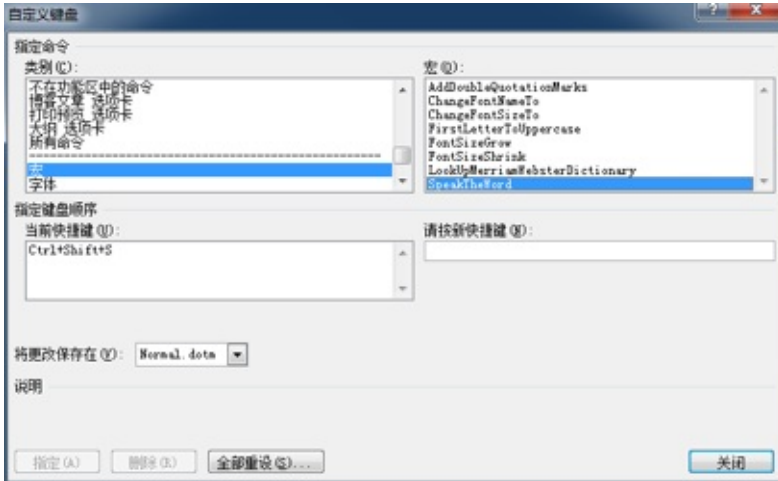 自定义键盘
指定命令
类别(C):
宏(O):
不在功能区中的命令
博客文章 选项卡
打印预览 选项卡
大纲 选项卡
所有命令
宏
字体
AddDoubleQuotationMarks
ChangeFontNameTo
ChangeFontSizeTo
FirstLetterToUppercase
FontSizeGrow
FontSizeShrink
LookUpMerriamWebsterDictionary
SpeakTheWord
指定键盘顺序
当前快捷键(U):
请按新快捷键(N):
Ctrl+Shift+S
将更改保存在(V):
Normal.dotm
说明
指定(A)
删除(R)
全部重设(S)...
关闭